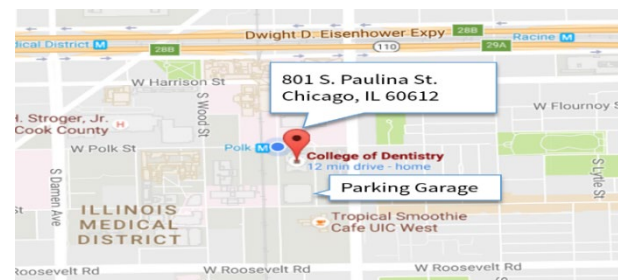 28B
Dwight D. Eisenhower Expy
28B
Racine M
dical District M
28B
110
29A
W Harrison St
801 S. Paulina St.
Chicago, IL 60612
S Wood St
W Flournoy S
H. Stroger, Jr.
Cook County
H
W Polk St
Polk M
College of Dentistry
12 min drive - home
S Damen Ave
S Lytle St
Parking Garage
St
ILLINOIS
MEDICAL
DISTRICT
Tropical Smoothie
Cafe UIC West
Roosevelt Rd
W Roosevelt Rd
W Roosevelt Rd